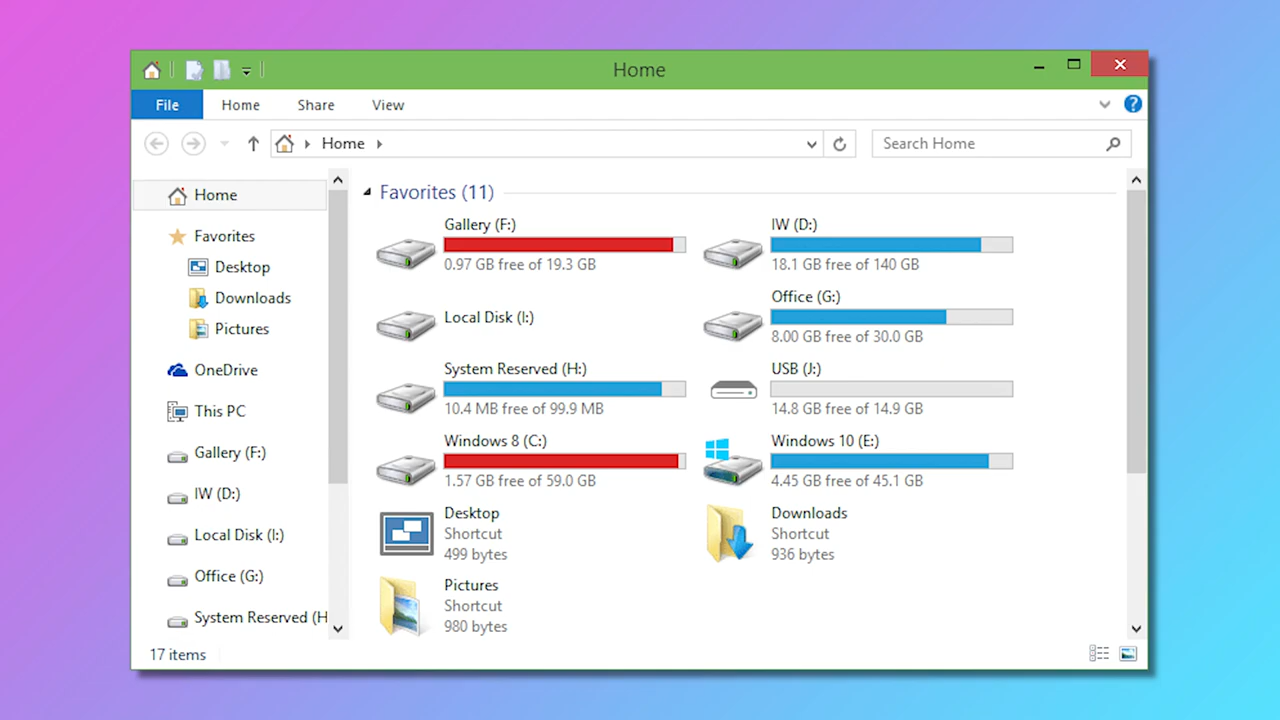 Home
File
Home
Share
View
Home
Search Home
Home
Favorites
Desktop
Downloads
Pictures
OneDrive
This PC
Gallery (F:)
IW (D:)
Local Disk (I:)
Office (G:)
System Reserved (H
Favorites (11)
Gallery (F:)
0.97 GB free of 19.3 GB
IW (D:)
18.1 GB free of 140 GB
Local Disk (I:)
Office (G:)
8.00 GB free of 30.0 GB
System Reserved (H:)
10.4 MB free of 99.9 MB
USB (J:)
14.8 GB free of 14.9 GB
Windows 8 (C:)
1.57 GB free of 59.0 GB
Windows 10 (E:)
4.45 GB free of 45.1 GB
Desktop
Shortcut
499 bytes
Downloads
Shortcut
936 bytes
Pictures
Shortcut
980 bytes
17 items